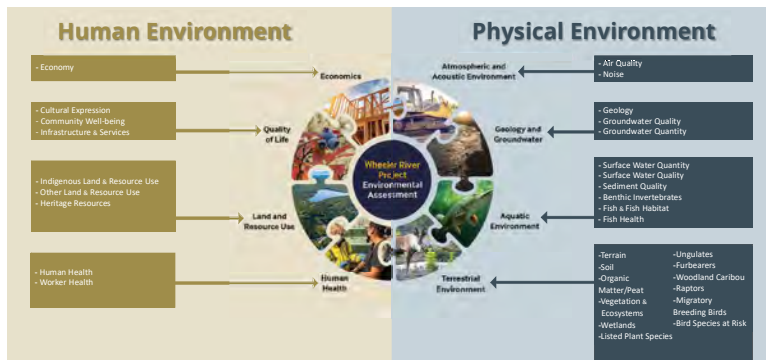 Human Environment
Physical Environment
- Economy
Economics
- Cultural Expression
- Community Well-being
- Infrastructure & Services
Quality
of Life
- Indigenous Land & Resource Use
- Other Land & Resource Use
- Heritage Resources
Land and
Resource Use
- Human Health
- Worker Health
Human
Health
Wheeler River
Project
Environmental
Assessment
Atmospheric and
Acoustic Environment
- Air Quality
- Noise
Geology and
Groundwater
- Geology
- Groundwater Quality
- Groundwater Quantity
Aquatic
Environment
- Surface Water Quantity
- Surface Water Quality
- Sediment Quality
- Benthic Invertebrates
- Fish & Fish Habitat
- Fish Health
Terrestrial
Environment
-Terrain
-Soil
-Organic
Matter/Peat
-Vegetation &
Ecosystems
-Wetlands
-Listed Plant Species
-Ungulates
-Furbearers
-Woodland Caribou
-Raptors
-Migratory
Breeding Birds
-Bird Species at Risk